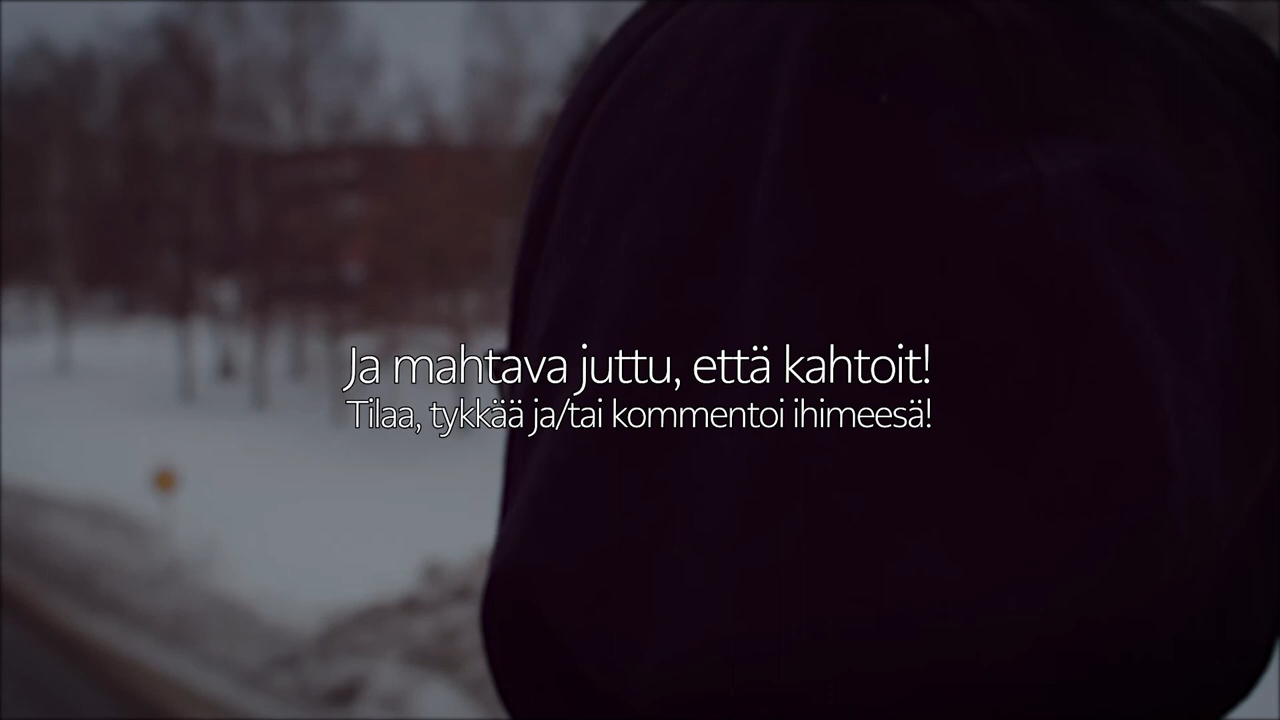 Ja mahtava juttu, että kahtoit!
Tilaa, tykkää ja/tai kommentoi ihimeesä!